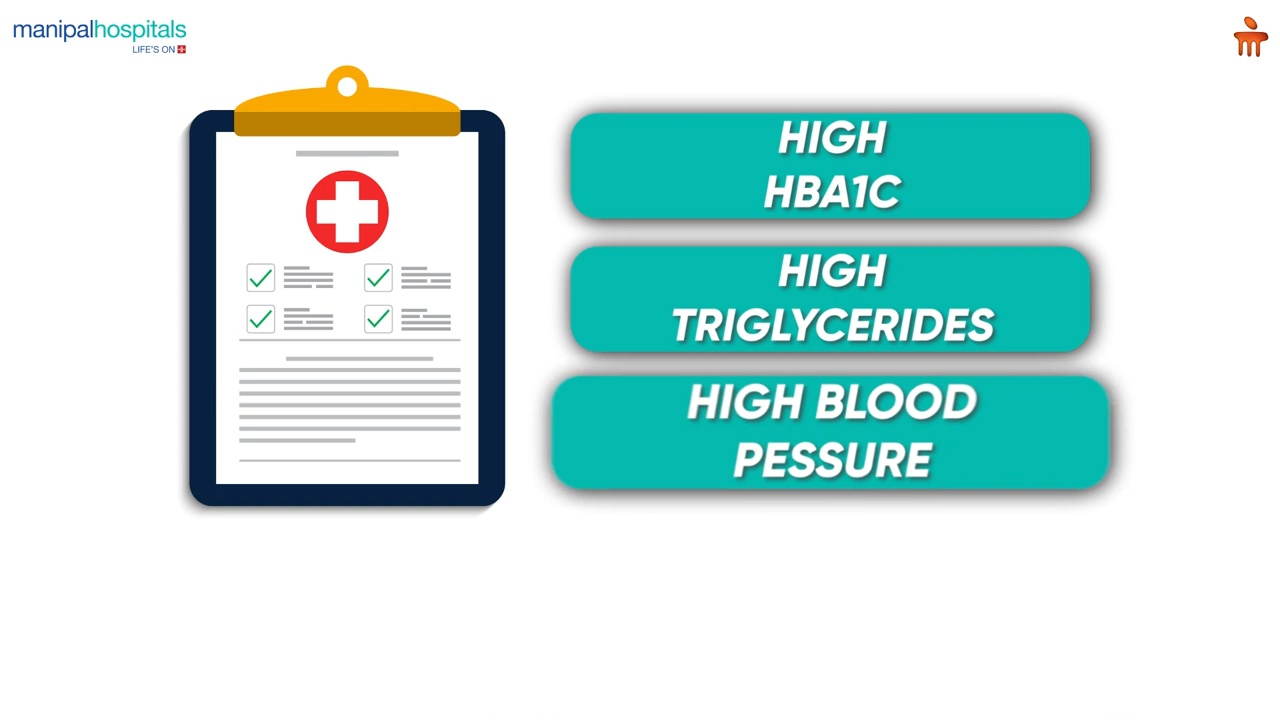 manipalhospitals
LIFE'S ON
HIGH
HBA1C
HIGH
TRIGLYCERIDES
HIGH BLOOD
PESSURE